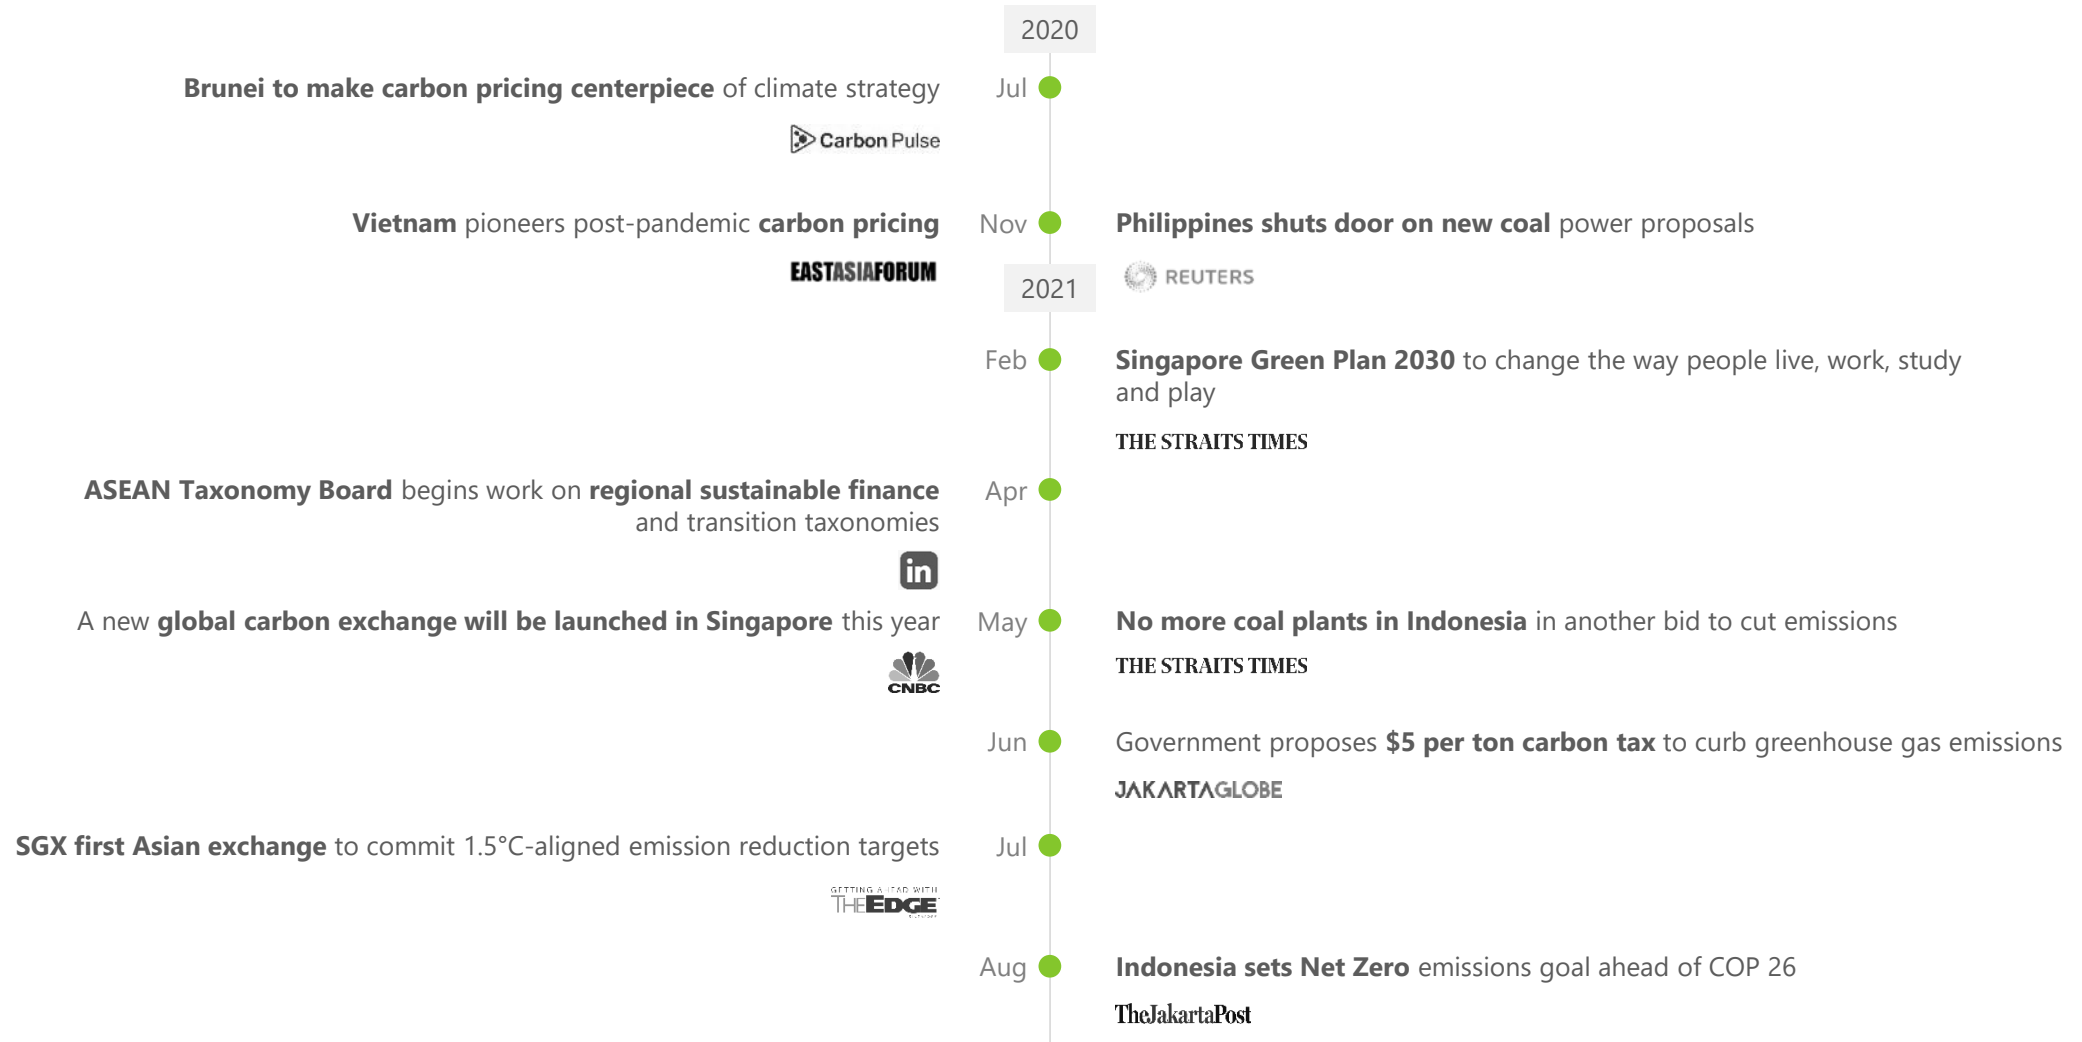 2020
Brunei to make carbon pricing centerpiece of climate strategy
Jul
Carbon Pulse
Vietnam pioneers post-pandemic carbon pricing
Nov
Philippines shuts door on new coal power proposals
EASTASIAFORUM
REUTERS
2021
Feb
Singapore Green Plan 2030 to change the way people live, work, study
and play
THE STRAITS TIMES
ASEAN Taxonomy Board begins work on regional sustainable finance
and transition taxonomies
Apr
in
A new global carbon exchange will be launched in Singapore this year
May
No more coal plants in Indonesia in another bid to cut emissions
CNBC
THE STRAITS TIMES
Jun
Government proposes $5 per ton carbon tax to curb greenhouse gas emissions
JAKARTAGLOBE
SGX first Asian exchange to commit 1.5°C-aligned emission reduction targets
Jul
GETTING AHEAD WITH
THEEDGE
Aug
Indonesia sets Net Zero emissions goal ahead of COP 26
TheJakartaPost